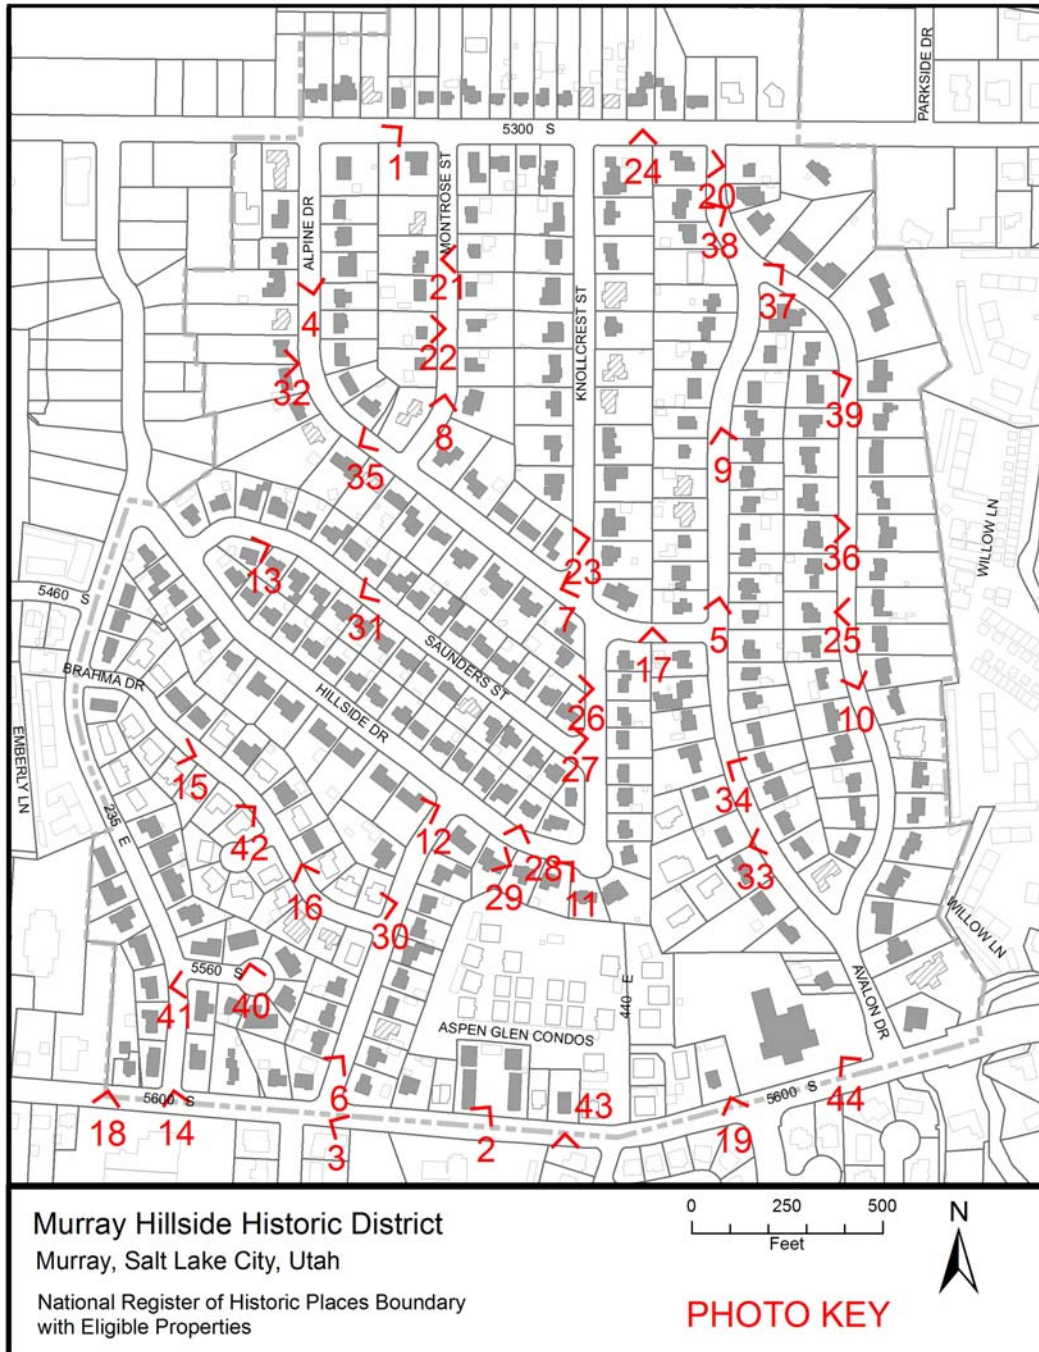 PARKSIDE DR
5300 S
1
24
20
MONTROSE ST
ALPINE DR
38
21
37
4
KNOLLCREST ST
22
32
39
8
35
9
WILLOW LN
36
13
23
5460 S
31
7
5
25
17
SAUNDERS ST
BRAHMA DR
HILLSIDE DR
26
10
EMBERLY LN
27
15
34
235 E
42
12
28
33
29
16
11
30
WILLOW LN
5560 S
40
440 E
AVALON DR
41
ASPEN GLEN CONDOS
6
5600 S
5600 S
43
44
18
14
19
3
2
Murray Hillside Historic District
Murray, Salt Lake City, Utah
National Register of Historic Places Boundary
with Eligible Properties
0 250 500
Feet
N
PHOTO KEY